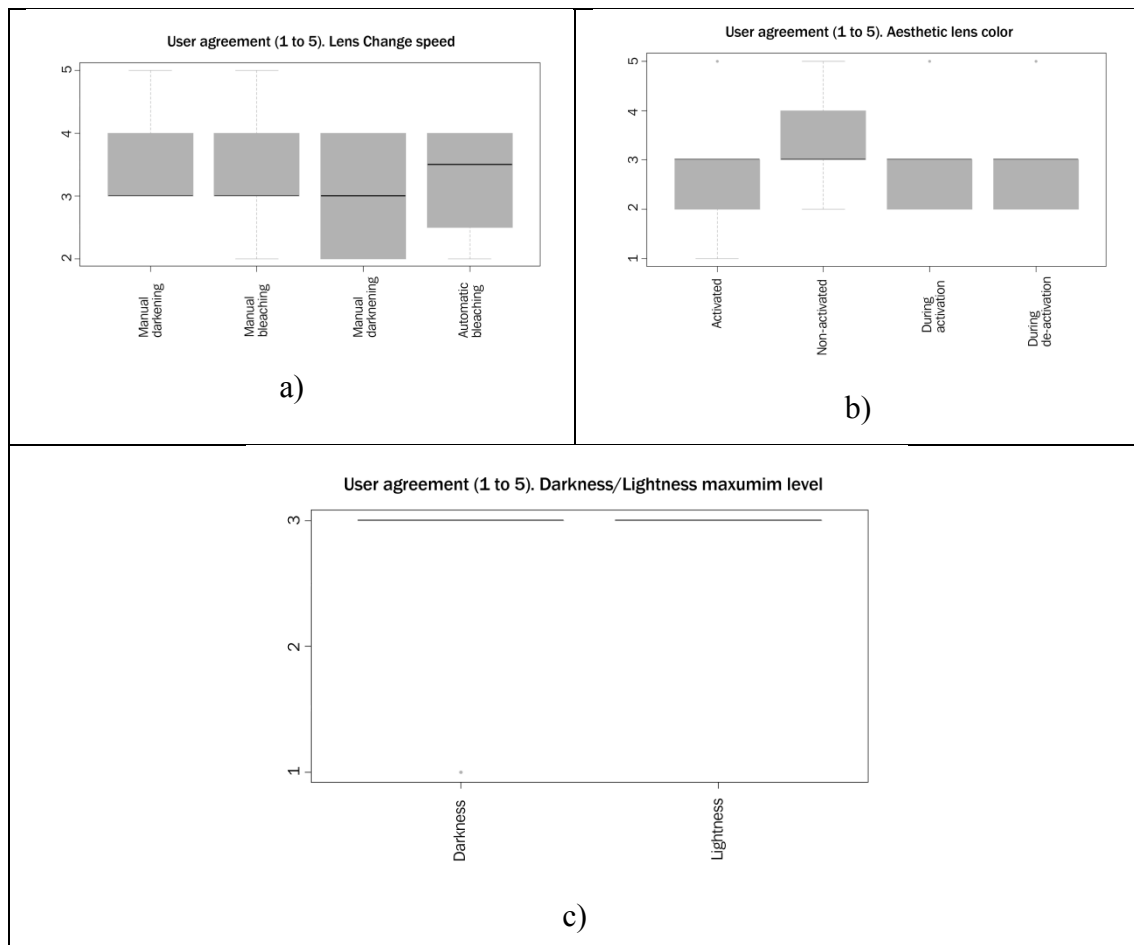 User agreement (1 to 5). Lens Change speed
5
4
3
2
Manual
darkening
Manual
bleaching
Manual
darknening
Automatic
bleaching
a)
User agreement (1 to 5). Aesthetic lens color
5
4
3
2
1
Activated
Non-activated
During
activation
During
de-activation
b)
User agreement (1 to 5). Darkness/Lightness maxumim level
3
2
1
Darkness
Lightness
c)